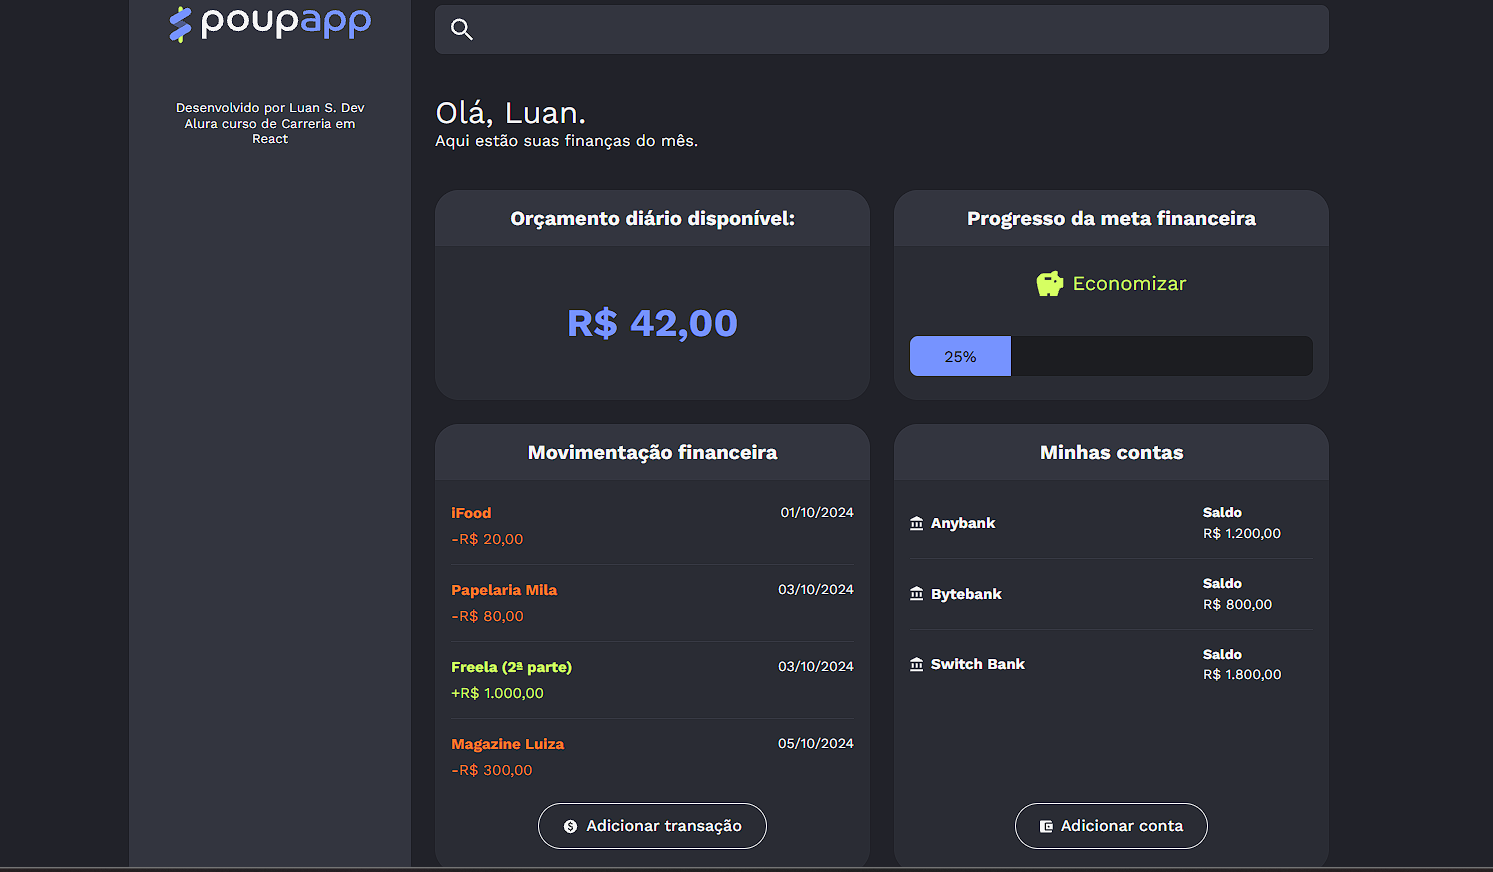 poupapp
Desenvolvido por Luan S. Dev
Alura curso de Carreria em
React
Olá, Luan.
Aqui estão suas finanças do mês.
Orçamento diário disponível:
R$ 42,00
Progresso da meta financeira
Economizar
25%
Movimentação financeira
iFood
01/10/2024
-R$ 20,00
Papelaria Mila
03/10/2024
-R$ 80,00
Freela (2ª parte)
03/10/2024
+R$ 1.000,00
Magazine Luiza
05/10/2024
-R$ 300,00
Adicionar transação
Minhas contas
Anybank
Saldo
R$ 1.200,00
Bytebank
Saldo
R$ 800,00
Switch Bank
Saldo
R$ 1.800,00
Adicionar conta